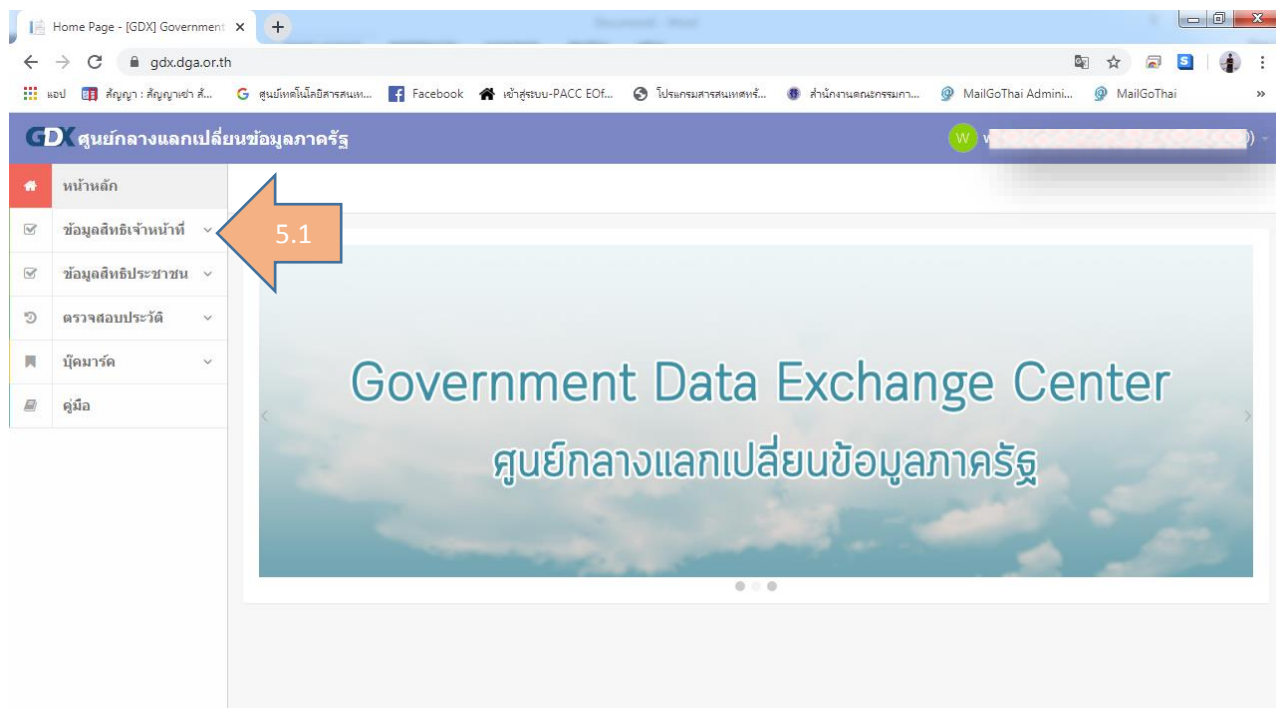 Home Page - [GDX] Government
gdx.dga.or.th
แอป สัญญา : สัญญาเช่า สั... ศูนย์เทคโนโลยีสารสนเท... Facebook เข้าสู่ระบบ-PACC EOf... โปรแกรมสารสนเทศทรั... สำนักงานคณะกรรมกา... MailGoThai Admini... MailGoThai »
GDX ศูนย์กลางแลกเปลี่ยนข้อมูลภาครัฐ
W
หน้าหลัก
ข้อมูลสิทธิเจ้าหน้าที่
5.1
ข้อมูลสิทธิประชาชน
ตรวจสอบประวัติ
บุ๊คมาร์ค
คู่มือ
Government Data Exchange Center
ศูนย์กลางแลกเปลี่ยนข้อมูลภาครัฐ